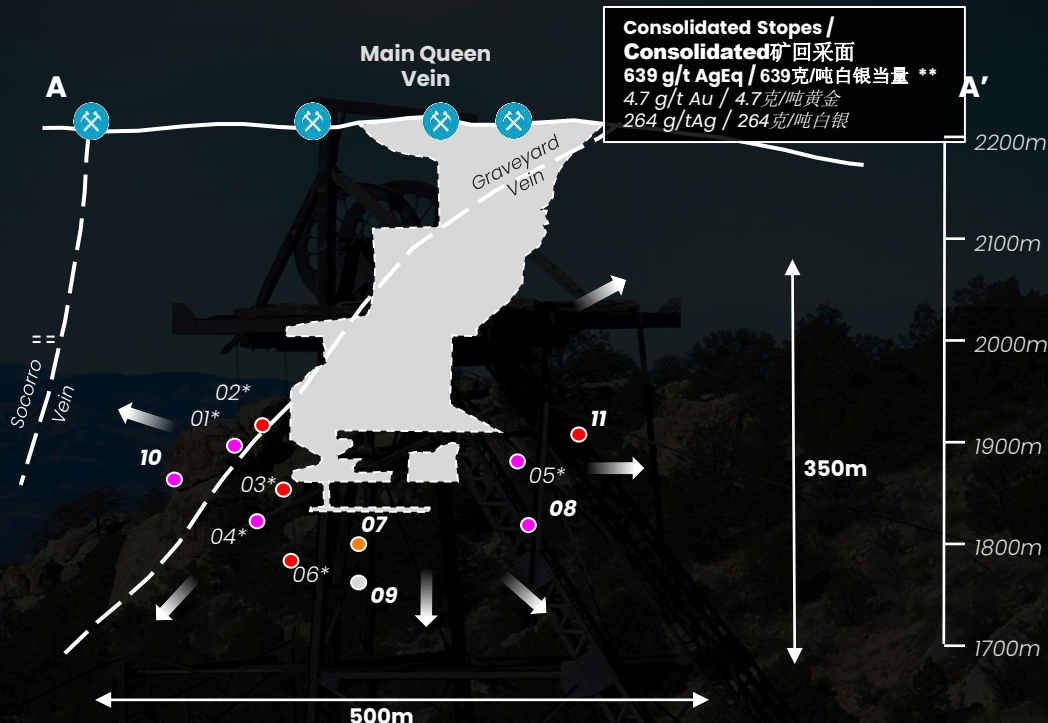 Consolidated Stopes /
Consolidated矿回采面
639 g/t AgEq / 639克/吨白银当量 **
4.7 g/t Au / 4.7克/吨黄金
264 g/tAg / 264克/吨白银
Main Queen
Vein
A
A’
2200m
Graveyard
Vein
2100m
2000m
Socorro
Vein
02*
01*
11
10
1900m
05*
350m
03*
08
04*
07
1800m
06*
09
1700m
500m